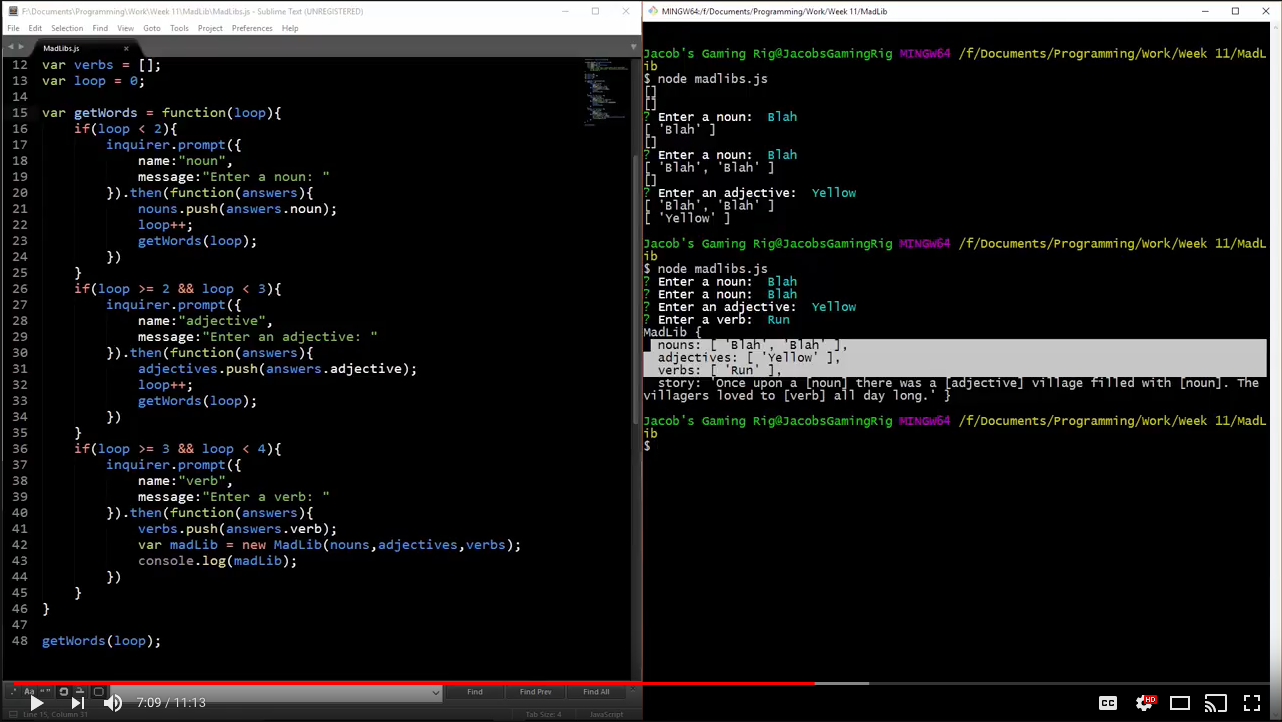 F:\Documents\Programming\Work\Week 11\MadLib\MadLibs.js - Sublime Text (UNREGISTERED)
File Edit Selection Find View Goto Tools Project Preferences Help
MadLibs.js
12 var verbs = [];
13 var loop = 0;
14
15 var getWords = function(loop){
16 if(loop < 2){
17 inquirer.prompt({
18 name:"noun",
19 message:"Enter a noun: "
20 }).then(function(answers){
21 nouns.push(answers.noun);
22 loop++;
23 getWords(loop);
24 })
25 }
26 if(loop >= 2 && loop < 3){
27 inquirer.prompt({
28 name:"adjective",
29 message:"Enter an adjective: "
30 }).then(function(answers){
31 adjectives.push(answers.adjective);
32 loop++;
33 getWords(loop);
34 })
35 }
36 if(loop >= 3 && loop < 4){
37 inquirer.prompt({
38 name:"verb",
39 message:"Enter a verb: "
40 }).then(function(answers){
41 verbs.push(answers.verb);
42 var madLib = new MadLib(nouns,adjectives,verbs);
43 console.log(madLib);
44 })
45 }
46 }
47
48 getWords(loop);
.* Aa “” Find Find Prev Find All
Line 15, Column 31 Tab Size: 4 JavaScript
MINGW64:/f/Documents/Programming/Work/Week 11/MadLib
Jacob's Gaming Rig@JacobsGamingRig MINGW64 /f/Documents/Programming/Work/Week 11/MadL
ib
$ node madlibs.js
[]
[]
? Enter a noun: Blah
[ 'Blah' ]
[]
? Enter a noun: Blah
[ 'Blah', 'Blah' ]
[]
? Enter an adjective: Yellow
[ 'Blah', 'Blah' ]
[ 'Yellow' ]
Jacob's Gaming Rig@JacobsGamingRig MINGW64 /f/Documents/Programming/Work/Week 11/MadL
ib
$ node madlibs.js
? Enter a noun: Blah
? Enter a noun: Blah
? Enter an adjective: Yellow
? Enter a verb: Run
MadLib {
nouns: [ 'Blah', 'Blah' ],
adjectives: [ 'Yellow' ],
verbs: [ 'Run' ],
story: 'Once upon a [noun] there was a [adjective] village filled with [noun]. The
villagers loved to [verb] all day long.' }
Jacob's Gaming Rig@JacobsGamingRig MINGW64 /f/Documents/Programming/Work/Week 11/MadL
ib
$
7:09 / 11:13
CC HD